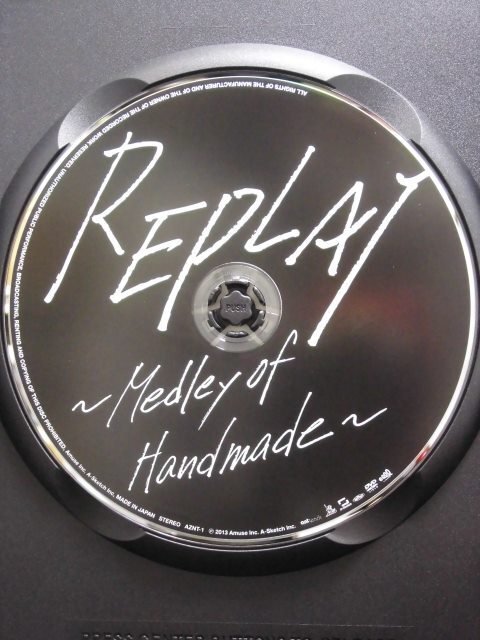 ALL RIGHTS OF THE MANUFACTURER AND OF THE OWNER OF THE RECORDED WORK RESERVED. UNAUTHORIZED PUBLIC PERFORMANCE, BROADCASTING, RENTING AND COPYING OF THIS DISC PROHIBITED. Amuse Inc. A-Sketch Inc. MADE IN JAPAN STEREO AZNT-1 ℗ 2013 Amuse Inc. A-Sketch Inc.
REPLAY
PUSH
~Medley of
Handmade~
DVD